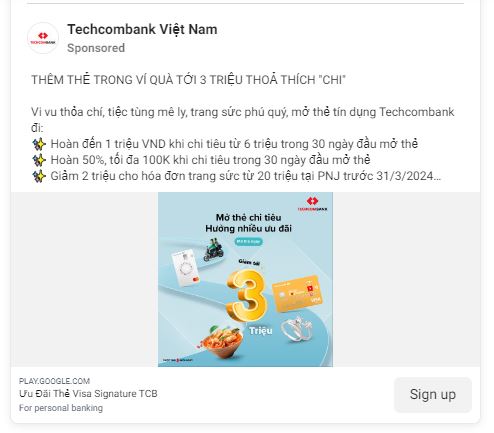 Techcombank Việt Nam
Sponsored
THÊM THẺ TRONG VÍ QUÀ TỚI 3 TRIỆU THOẢ THÍCH "CHI"
Vi vu thỏa chí, tiệc tùng mê ly, trang sức phú quý, mở thẻ tín dụng Techcombank
đi:
✨ Hoàn đến 1 triệu VND khi chi tiêu từ 6 triệu trong 30 ngày đầu mở thẻ
✨ Hoàn 50%, tối đa 100K khi chi tiêu trong 30 ngày đầu mở thẻ
✨ Giảm 2 triệu cho hóa đơn trang sức từ 20 triệu tại PNJ trước 31/3/2024...
TECHCOMBANK
Mở thẻ chi tiêu
Hưởng nhiều ưu đãi
Giảm tới
3
Triệu
PLAY.GOOGLE.COM
Ưu Đãi Thẻ Visa Signature TCB
For personal banking
Sign up